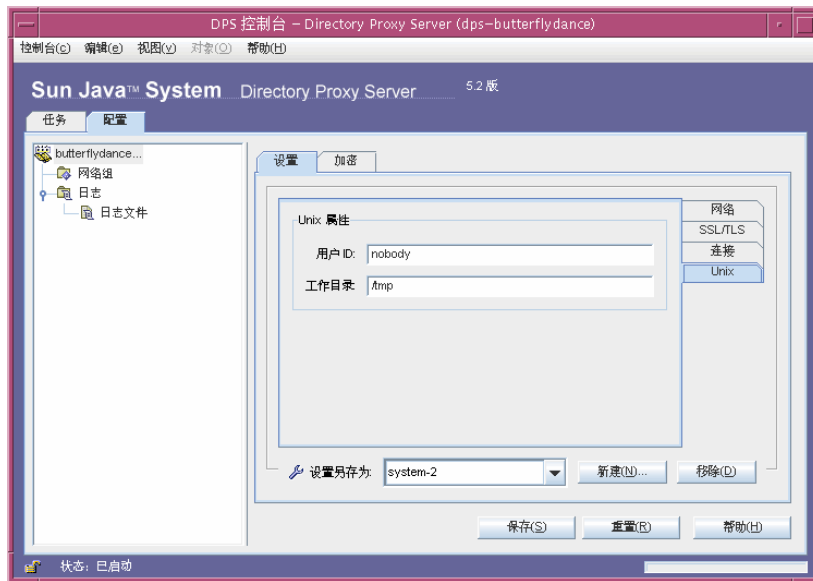 DPS 控制台 – Directory Proxy Server (dps-butterflydance)
控制台(C) 编辑(e) 视图(V) 对象(O) 帮助(H)
Sun Java™ System Directory Proxy Server 5.2 版
任务 配置
butterflydance...
网络组
日志
日志文件
设置 加密
网络
SSL/TLS
连接
Unix
Unix 属性
用户 ID: nobody
工作目录: /tmp
设置另存为: system-2 新建(N)... 移除(D)
保存(S) 重置(R) 帮助(H)
状态: 已启动